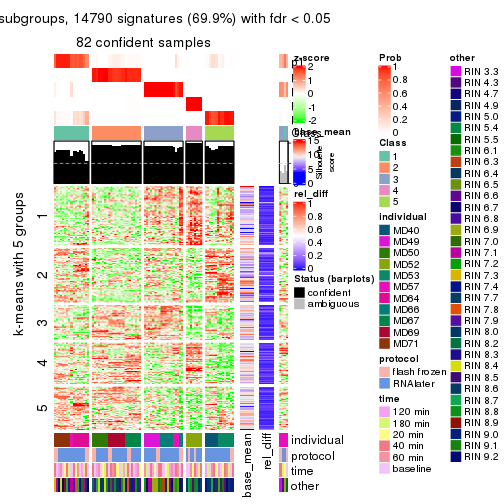 subgroups, 14790 signatures (69.9%) with fdr < 0.05
82 confident samples
k-means with 5 groups
1
2
3
4
5
base_mean
rel_diff
individual
protocol
time
other
z-score
2
1
0
-1
-2
base_mean
15
10
5
0
Silhouette
score
rel_diff
1
0.8
0.6
0.4
0.2
0
Status (barplots)
confident
ambiguous
Prob
1
0.8
0.6
0.4
0.2
0
Class
1
2
3
4
5
individual
MD40
MD49
MD50
MD52
MD53
MD57
MD64
MD66
MD67
MD69
MD71
protocol
flash frozen
RNAlater
time
120 min
180 min
20 min
40 min
60 min
baseline
other
RIN 3.3
RIN 4.3
RIN 4.7
RIN 4.9
RIN 5.0
RIN 5.4
RIN 5.5
RIN 6.1
RIN 6.3
RIN 6.4
RIN 6.5
RIN 6.6
RIN 6.7
RIN 6.8
RIN 6.9
RIN 7.0
RIN 7.1
RIN 7.2
RIN 7.3
RIN 7.4
RIN 7.7
RIN 7.8
RIN 7.9
RIN 8.0
RIN 8.2
RIN 8.3
RIN 8.4
RIN 8.5
RIN 8.6
RIN 8.7
RIN 8.8
RIN 8.9
RIN 9.0
RIN 9.1
RIN 9.2